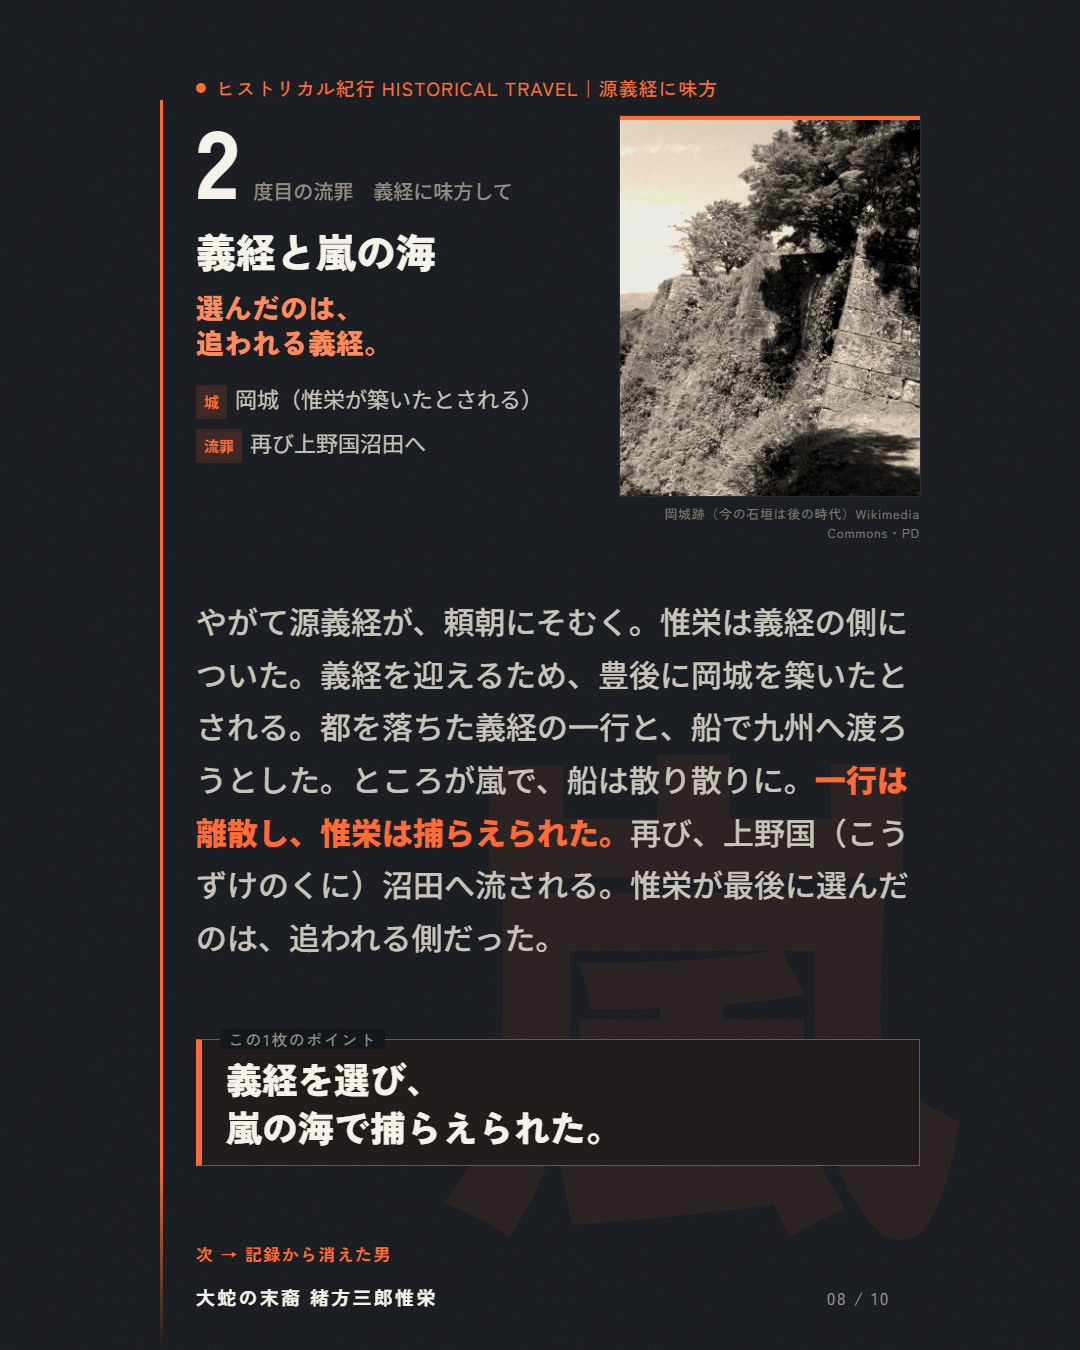 ヒストリカル紀行 HISTORICAL TRAVEL｜源義経に味方
2 度目の流罪　義経に味方して
義経と嵐の海
選んだのは、
追われる義経。
城 岡城（惟栄が築いたとされる）
流罪 再び上野国沼田へ
岡城跡（今の石垣は後の時代）Wikimedia
Commons・PD
やがて源義経が、頼朝にそむく。惟栄は義経の側に
ついた。義経を迎えるため、豊後に岡城を築いたと
される。都を落ちた義経の一行と、船で九州へ渡ろ
うとした。ところが嵐で、船は散り散りに。一行は
離散し、惟栄は捕らえられた。再び、上野国（こう
ずけのくに）沼田へ流される。惟栄が最後に選んだ
のは、追われる側だった。
嵐
この1枚のポイント
義経を選び、
嵐の海で捕らえられた。
次 → 記録から消えた男
大蛇の末裔 緒方三郎惟栄
08 / 10